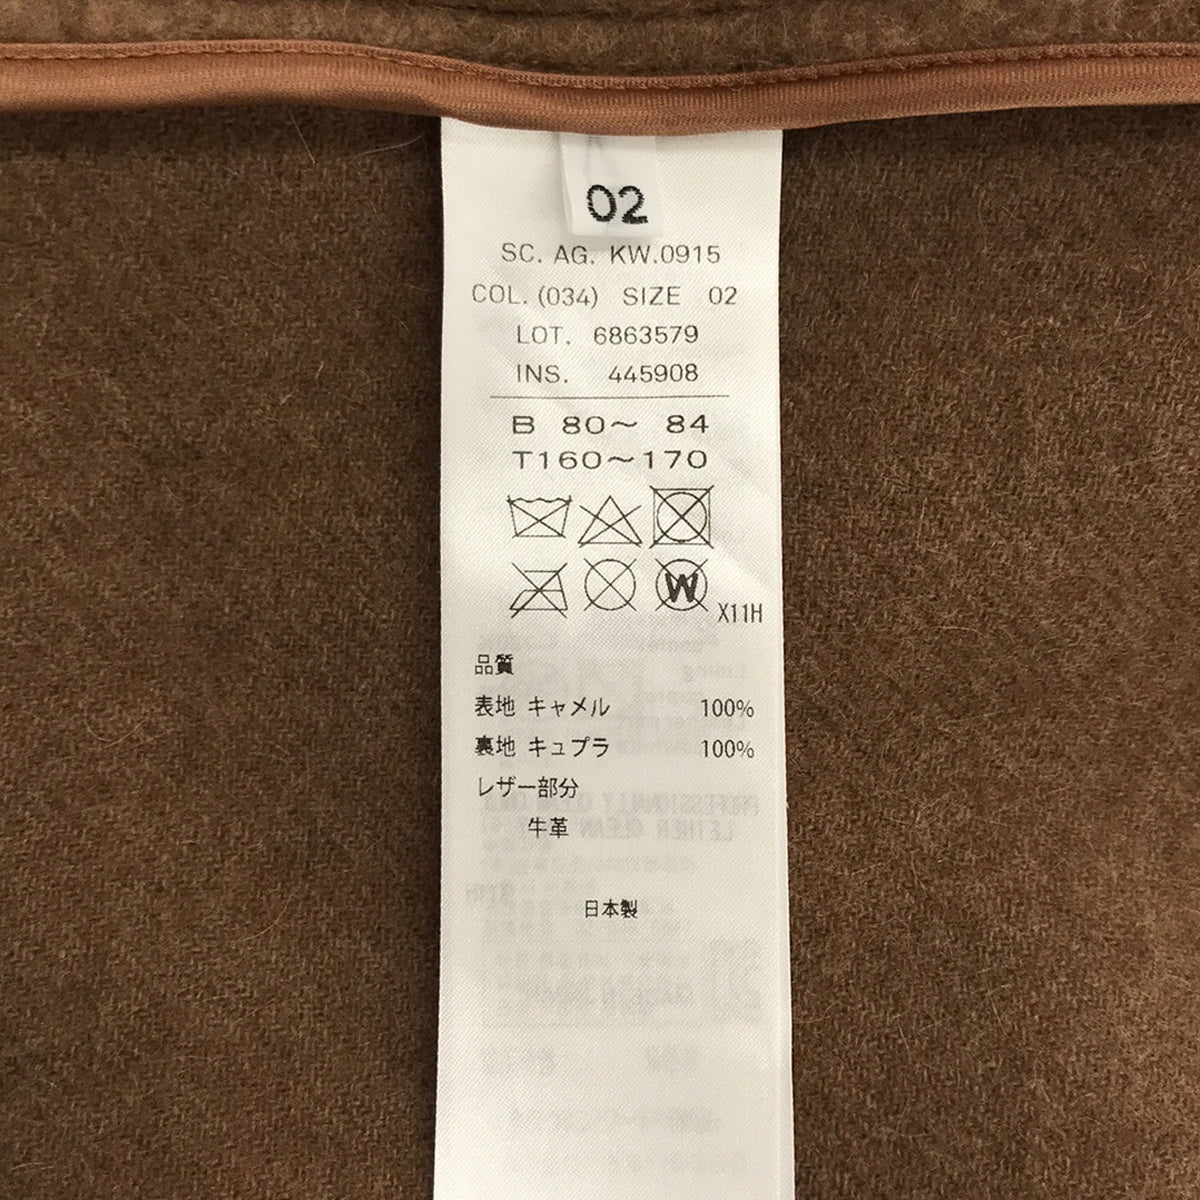 02
SC. AG. KW.0915
COL. (034) SIZE 02
LOT. 6863579
INS. 445908
B 80～ 84
T160～170
W
X11H
品質
表地 キャメル 100%
裏地 キュプラ 100%
レザー部分
牛革
日本製